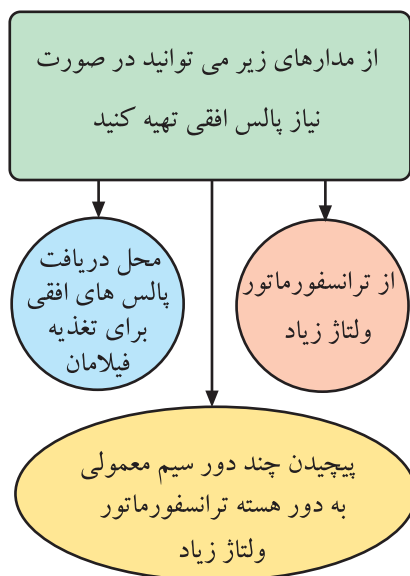 از مدارهای زیر می توانید در صورت
نیاز پالس افقی تهیه کنید
از ترانسفورماتور
ولتاژ زیاد
محل دریافت
پالس های افقی
برای تغذیه
فیلامان
پیچیدن چند دور سیم معمولی
به دور هسته ترانسفورماتور
ولتاژ زیاد